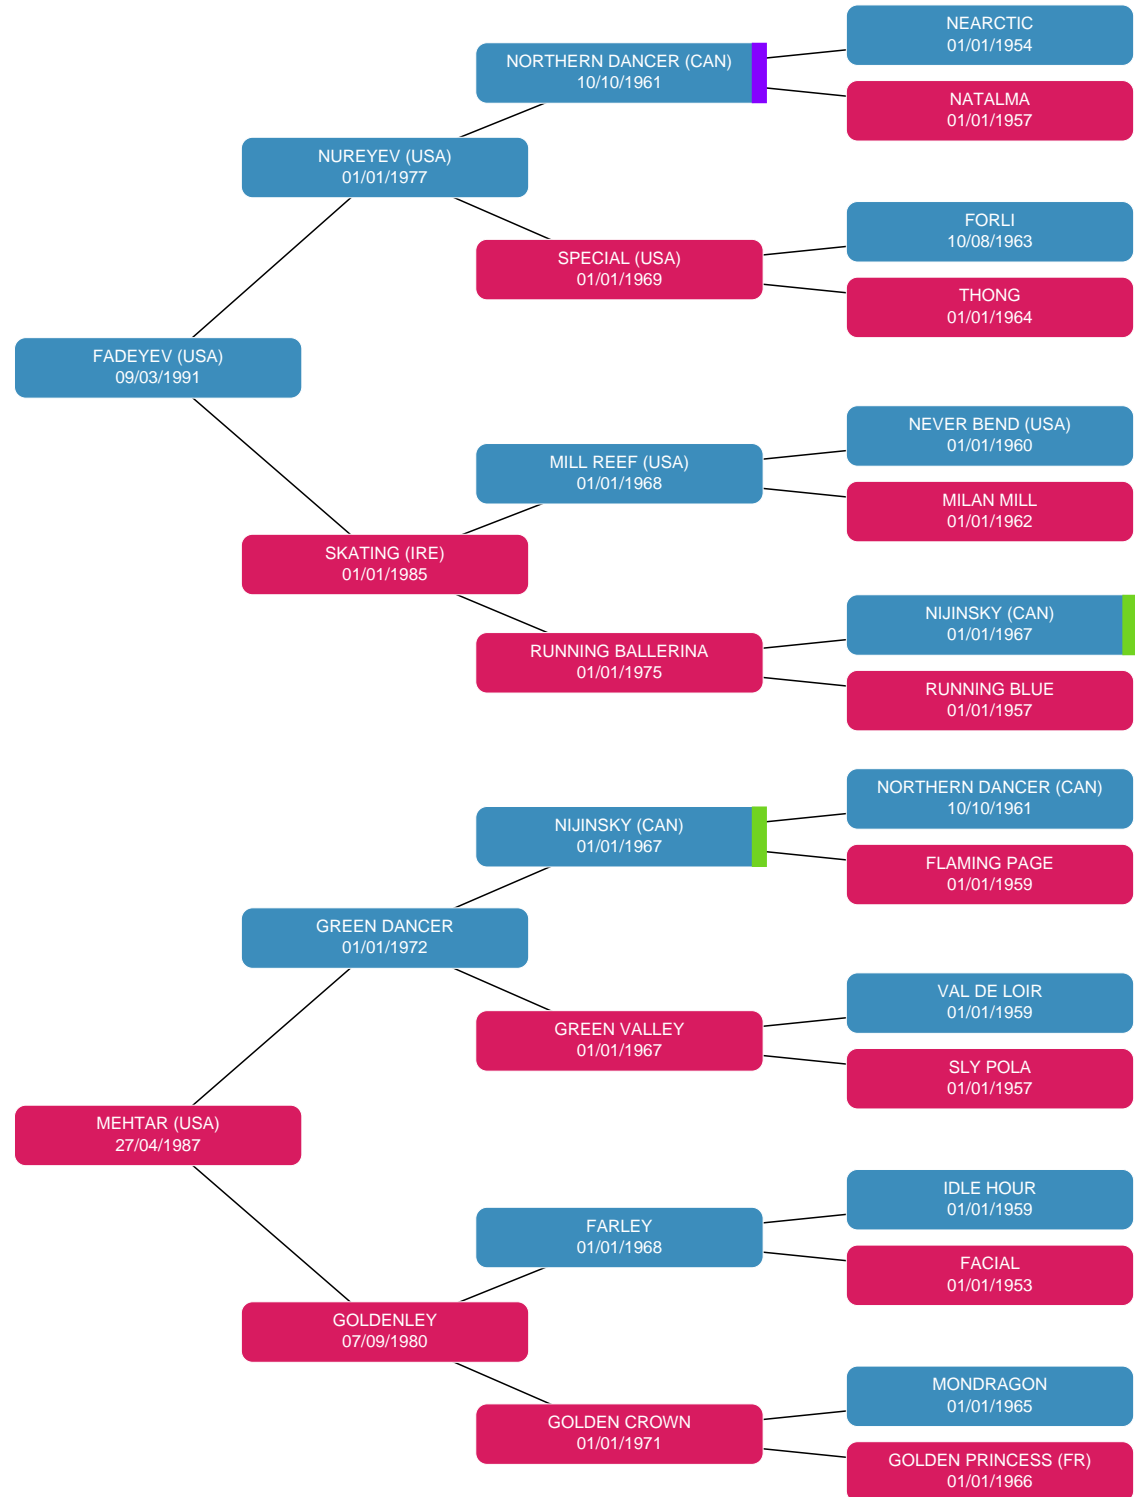 NEARCTIC
01/01/1954
NORTHERN DANCER (CAN)
10/10/1961
NATALMA
01/01/1957
NUREYEV (USA)
01/01/1977
FORLI
10/08/1963
SPECIAL (USA)
01/01/1969
THONG
01/01/1964
FADEYEV (USA)
09/03/1991
NEVER BEND (USA)
01/01/1960
MILL REEF (USA)
01/01/1968
MILAN MILL
01/01/1962
SKATING (IRE)
01/01/1985
NIJINSKY (CAN)
01/01/1967
RUNNING BALLERINA
01/01/1975
RUNNING BLUE
01/01/1957
NORTHERN DANCER (CAN)
10/10/1961
NIJINSKY (CAN)
01/01/1967
FLAMING PAGE
01/01/1959
GREEN DANCER
01/01/1972
VAL DE LOIR
01/01/1959
GREEN VALLEY
01/01/1967
SLY POLA
01/01/1957
MEHTAR (USA)
27/04/1987
IDLE HOUR
01/01/1959
FARLEY
01/01/1968
FACIAL
01/01/1953
GOLDENLEY
07/09/1980
MONDRAGON
01/01/1965
GOLDEN CROWN
01/01/1971
GOLDEN PRINCESS (FR)
01/01/1966